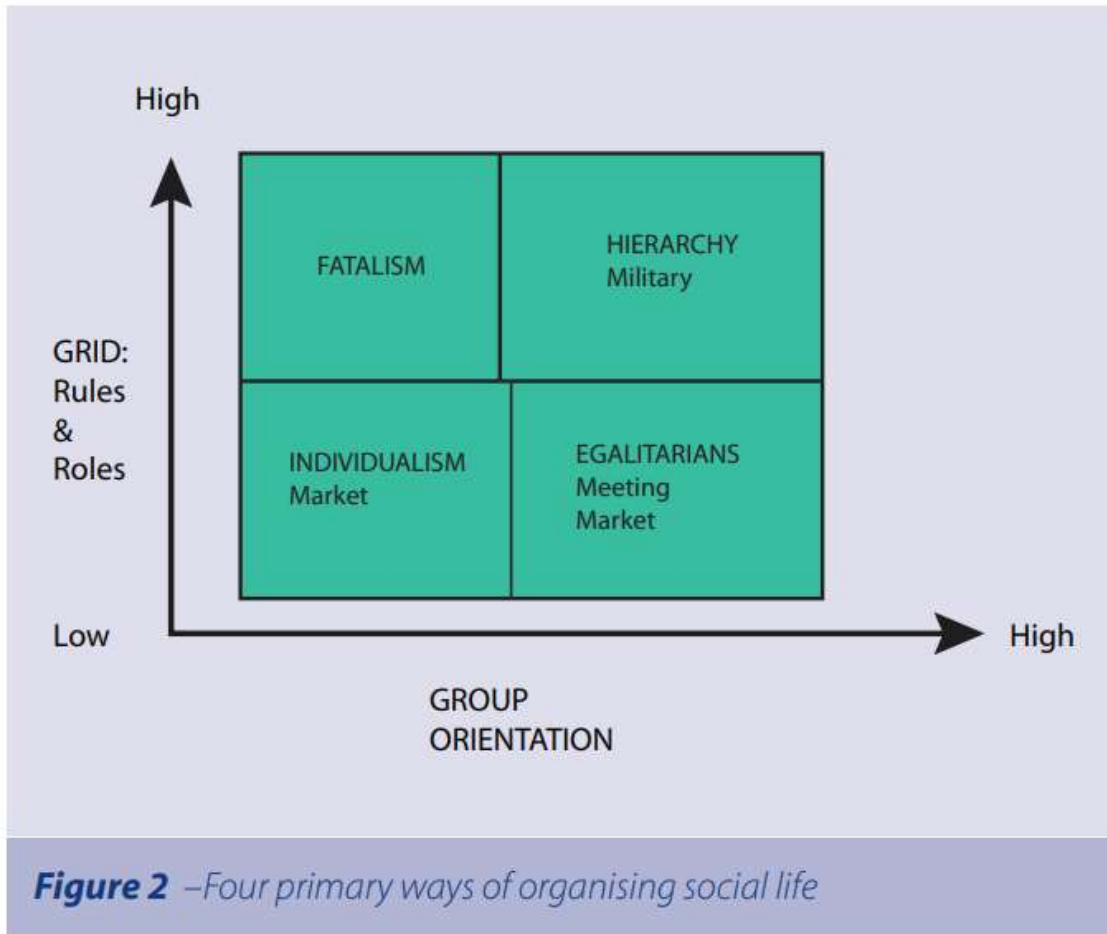 High
FATALISM
HIERARCHY
Military
GRID:
Rules
&
Roles
INDIVIDUALISM
Market
EGALITARIANS
Meeting
Market
Low
High
GROUP
ORIENTATION
Figure 2 –Four primary ways of organising social life